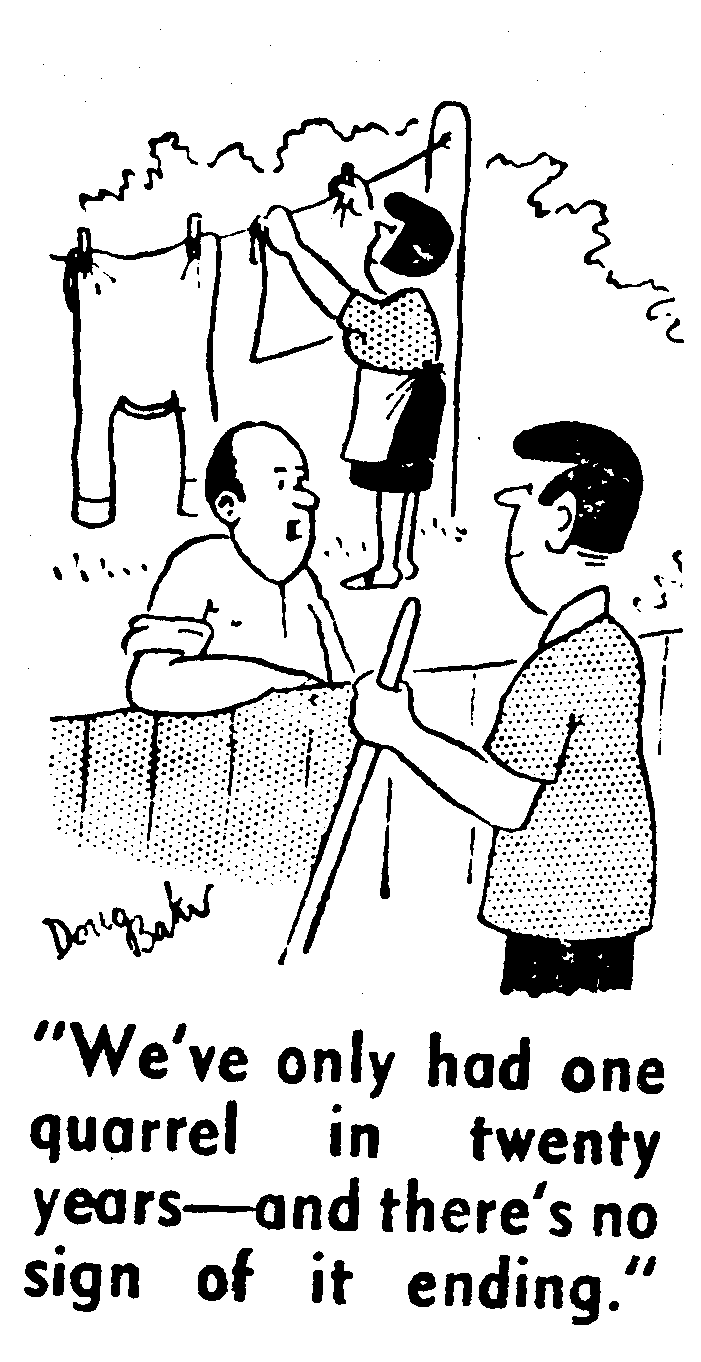 Doug Baker
"We've only had one
quarrel in twenty
years—and there's no
sign of it ending."